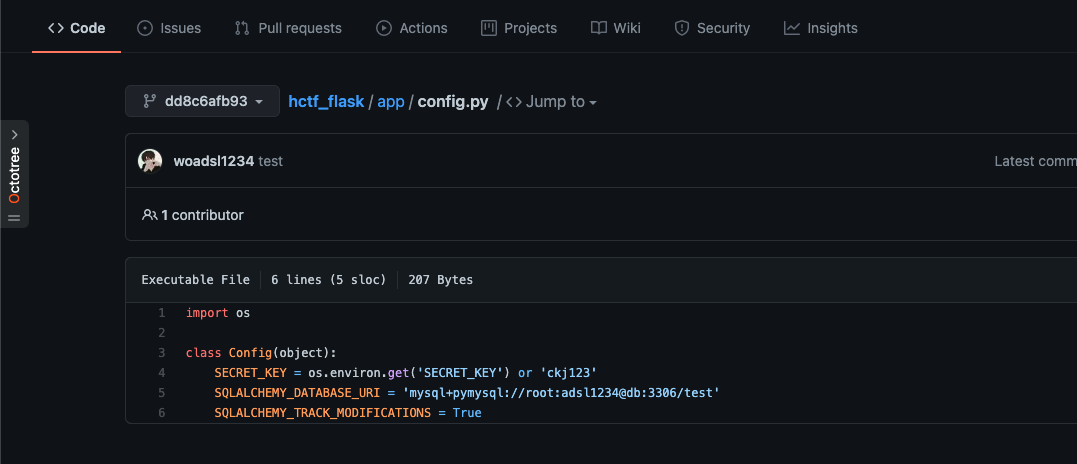 Code Issues Pull requests Actions Projects Wiki Security Insights
dd8c6afb93 hctf_flask / app / config.py / <> Jump to
Octotree
woadsl1234 test Latest comm
1 contributor
Executable File 6 lines (5 sloc) 207 Bytes
1 import os
2
3 class Config(object):
4 SECRET_KEY = os.environ.get('SECRET_KEY') or 'ckj123'
5 SQLALCHEMY_DATABASE_URI = 'mysql+pymysql://root:adsl1234@db:3306/test'
6 SQLALCHEMY_TRACK_MODIFICATIONS = True